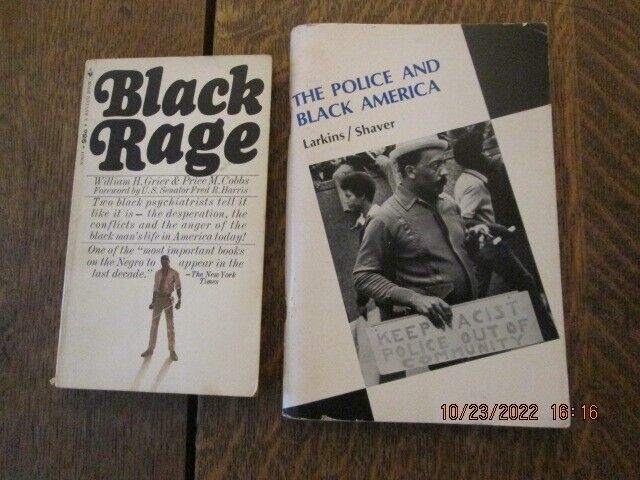 Black
Rage
95¢
William H. Grier & Price M. Cobbs
Foreword by U.S. Senator Fred R. Harris
Two black psychiatrists tell it
like it is — the desperation, the
conflicts and the anger of the
black man's life in America today!
One of the "most important books
on the Negro to appear in the
last decade." —The New York
Times
THE POLICE AND
BLACK AMERICA
Larkins / Shaver
KEEP RACIST
POLICE OUT OF
COMMUNITY
10/23/2022 16:16